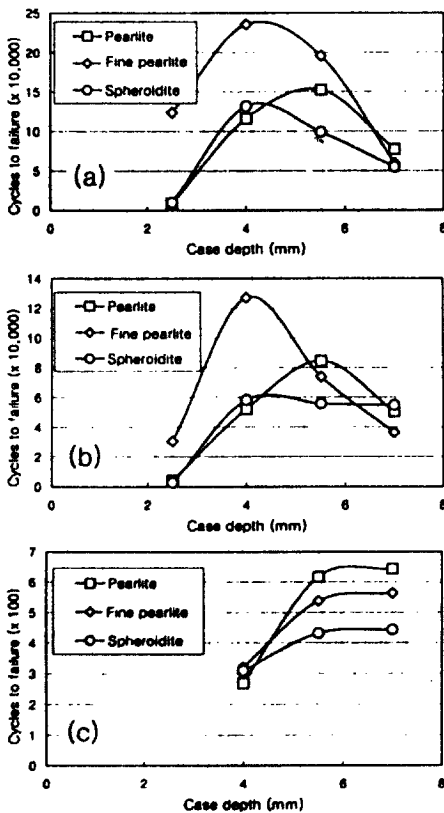 Cycles to failure (x 10,000)
25
20
15
10
5
0
Pearlite
Fine pearlite
Spheroidite
(a)
0 2 4 6 8
Case depth (mm)
Cycles to failure (x 10,000)
14
12
10
8
6
4
2
0
Pearlite
Fine pearlite
Spheroidite
(b)
0 2 4 6 8
Case depth (mm)
Cycles to failure (x 100)
7
6
5
4
3
2
1
0
Pearlite
Fine pearlite
Spheroidite
(c)
0 2 4 6 8
Case depth (mm)